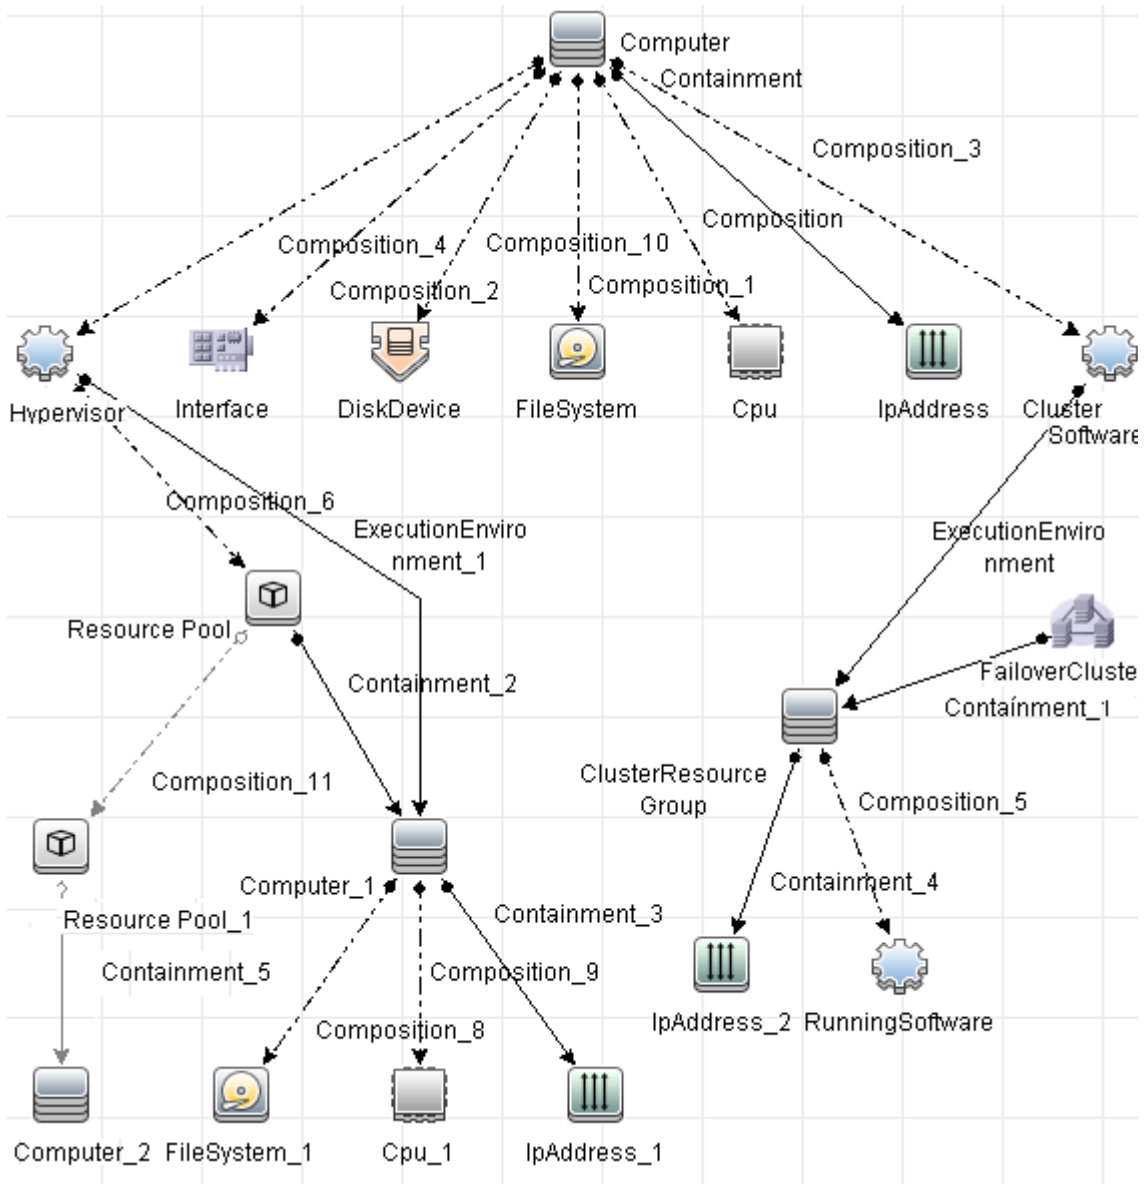 Computer
Containment
Composition_3
Composition
Composition_4
Composition_10
Composition_2
Composition_1
Hypervisor
Interface
DiskDevice
FileSystem
Cpu
IpAddress
Cluster
Software
Composition_6
ExecutionEnviro
nment_1
ExecutionEnviro
nment
Resource Pool
Containment_2
FailoverCluste
Containment_1
Composition_11
ClusterResource
Group
Composition_5
Computer_1
Containment_4
Resource Pool_1
Containment_3
Containment_5
Composition_9
Composition_8
IpAddress_2
RunningSoftware
Computer_2
FileSystem_1
Cpu_1
IpAddress_1